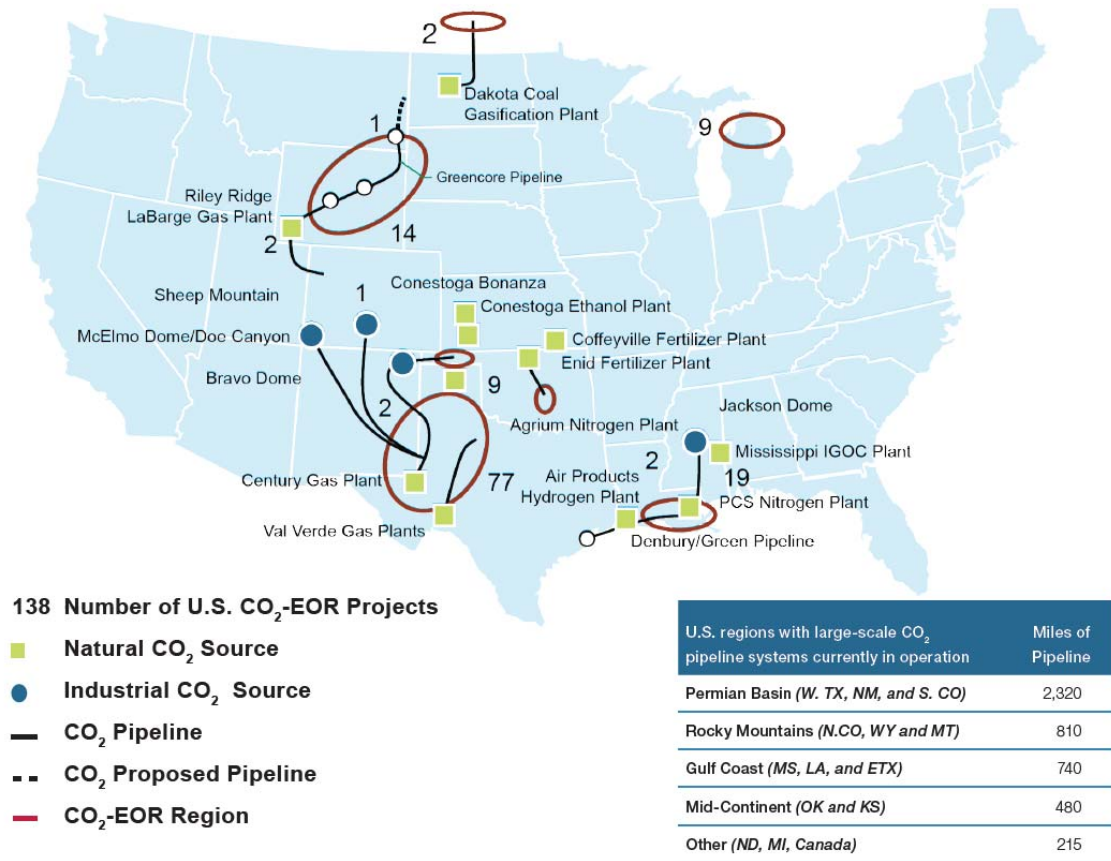 2
Dakota Coal
Gasification Plant
9
1
Greencore Pipeline
Riley Ridge
LaBarge Gas Plant
14
2
Conestoga Bonanza
Sheep Mountain
1
Conestoga Ethanol Plant
McElmo Dome/Doe Canyon
Coffeyville Fertilizer Plant
Enid Fertilizer Plant
Bravo Dome
9
2
Agrium Nitrogen Plant
Jackson Dome
2
Mississippi IGOC Plant
Century Gas Plant
77
Air Products
Hydrogen Plant
19
PCS Nitrogen Plant
Val Verde Gas Plants
Denbury/Green Pipeline
138 Number of U.S. CO2-EOR Projects
Natural CO2 Source
Industrial CO2 Source
CO2 Pipeline
CO2 Proposed Pipeline
CO2-EOR Region
U.S. regions with large-scale CO2 pipeline systems currently in operation Miles of Pipeline
Permian Basin (W. TX, NM, and S. CO) 2,320
Rocky Mountains (N.CO, WY and MT) 810
Gulf Coast (MS, LA, and ETX) 740
Mid-Continent (OK and KS) 480
Other (ND, MI, Canada) 215